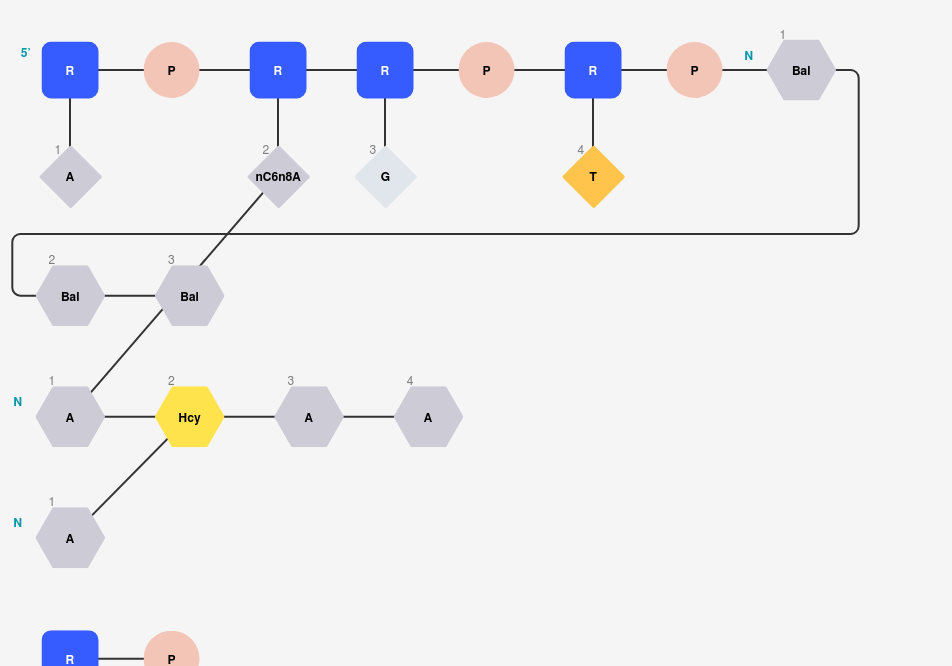 5’ R P R R P R P N 1 Bal
1 A 2 nC6n8A 3 G 4 T
2 Bal 3 Bal
N 1 A 2 Hcy 3 A 4 A
N 1 A
R P